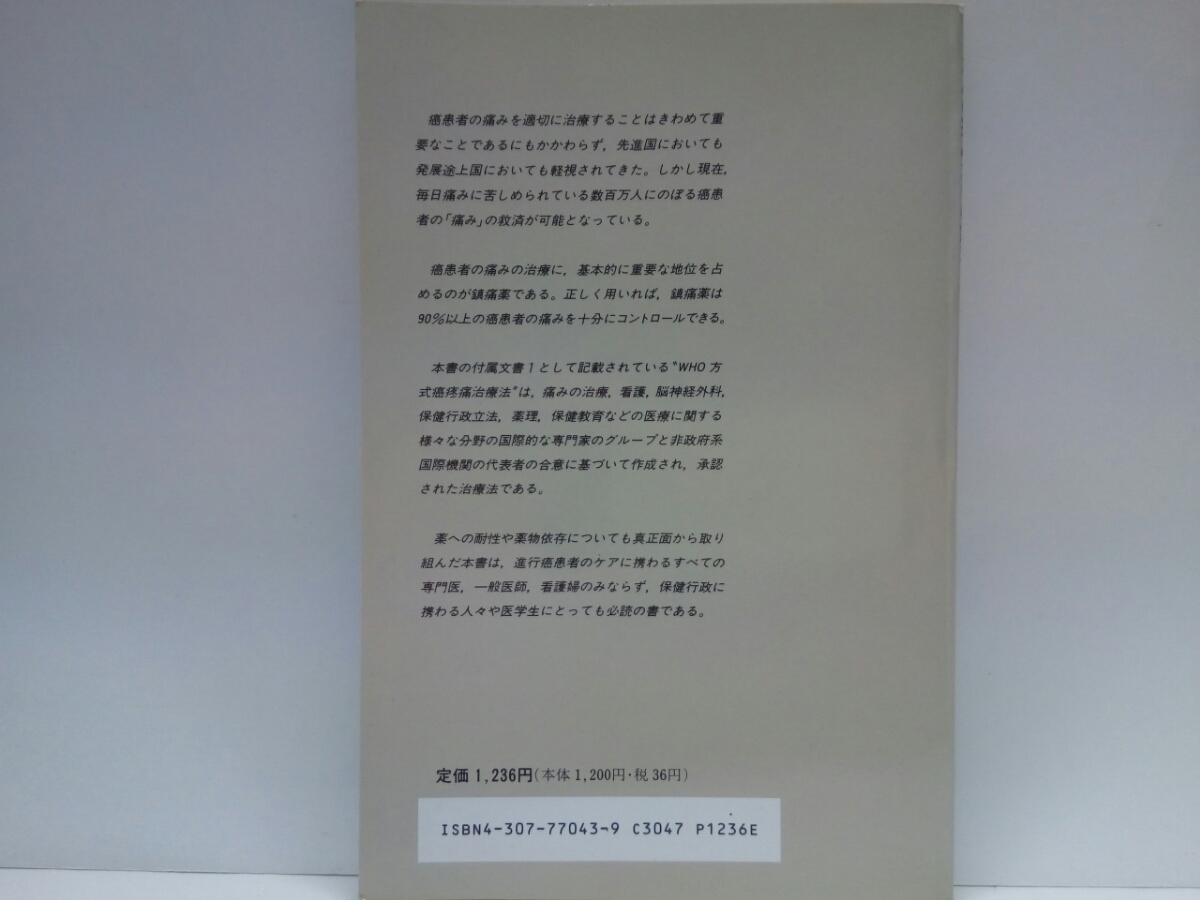 癌患者の痛みを適切に治療することはきわめて重
要なことであるにもかかわらず，先進国においても
発展途上国においても軽視されてきた。しかし現在，
毎日痛みに苦しめられている数百万人にのぼる癌患
者の「痛み」の救済が可能となっている。
癌患者の痛みの治療に，基本的に重要な地位を占
めるのが鎮痛薬である。正しく用いれば，鎮痛薬は
90％以上の癌患者の痛みを十分にコントロールできる。
本書の付属文書1として記載されている“WHO方
式癌疼痛治療法”は，痛みの治療，看護，脳神経外科，
保健行政立法，薬理，保健教育などの医療に関する
様々な分野の国際的な専門家のグループと非政府系
国際機関の代表者の合意に基づいて作成され，承認
された治療法である。
薬への耐性や薬物依存についても真正面から取り
組んだ本書は，進行癌患者のケアに携わるすべての
専門医，一般医師，看護婦のみならず，保健行政に
携わる人々や医学生にとっても必読の書である。
定価1,236円(本体1,200円・税36円)
ISBN4-307-77043-9 C3047 P1236E